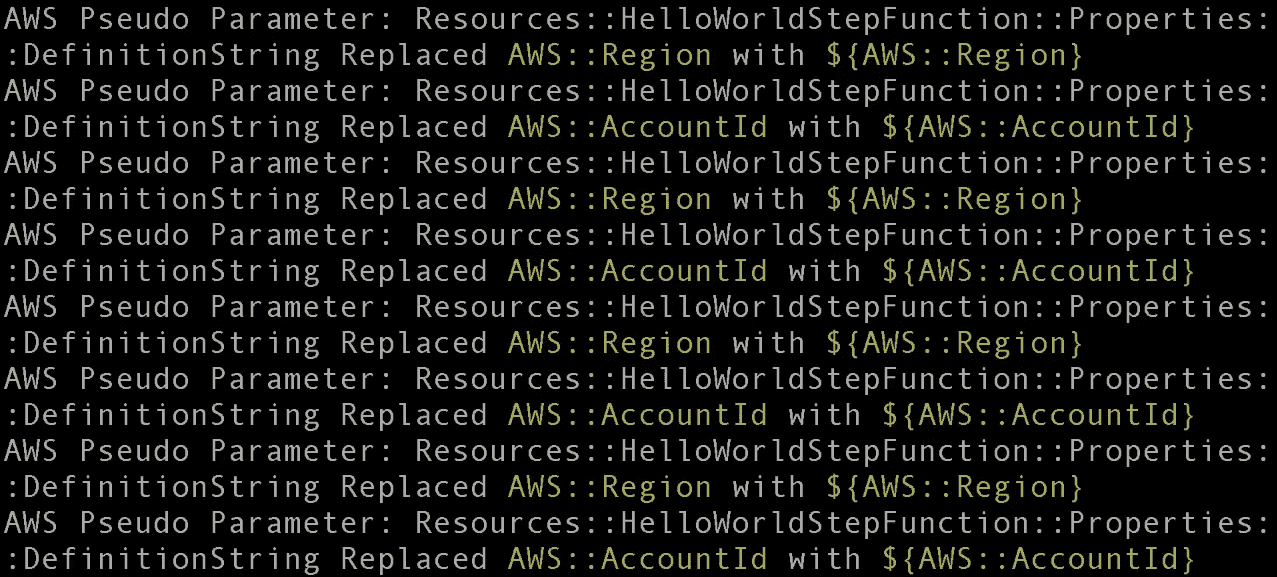 AWS Pseudo Parameter: Resources::HelloWorldStepFunction::Properties:
:DefinitionString Replaced AWS::Region with ${AWS::Region}
AWS Pseudo Parameter: Resources::HelloWorldStepFunction::Properties:
:DefinitionString Replaced AWS::AccountId with ${AWS::AccountId}
AWS Pseudo Parameter: Resources::HelloWorldStepFunction::Properties:
:DefinitionString Replaced AWS::Region with ${AWS::Region}
AWS Pseudo Parameter: Resources::HelloWorldStepFunction::Properties:
:DefinitionString Replaced AWS::AccountId with ${AWS::AccountId}
AWS Pseudo Parameter: Resources::HelloWorldStepFunction::Properties:
:DefinitionString Replaced AWS::Region with ${AWS::Region}
AWS Pseudo Parameter: Resources::HelloWorldStepFunction::Properties:
:DefinitionString Replaced AWS::AccountId with ${AWS::AccountId}
AWS Pseudo Parameter: Resources::HelloWorldStepFunction::Properties:
:DefinitionString Replaced AWS::Region with ${AWS::Region}
AWS Pseudo Parameter: Resources::HelloWorldStepFunction::Properties:
:DefinitionString Replaced AWS::AccountId with ${AWS::AccountId}